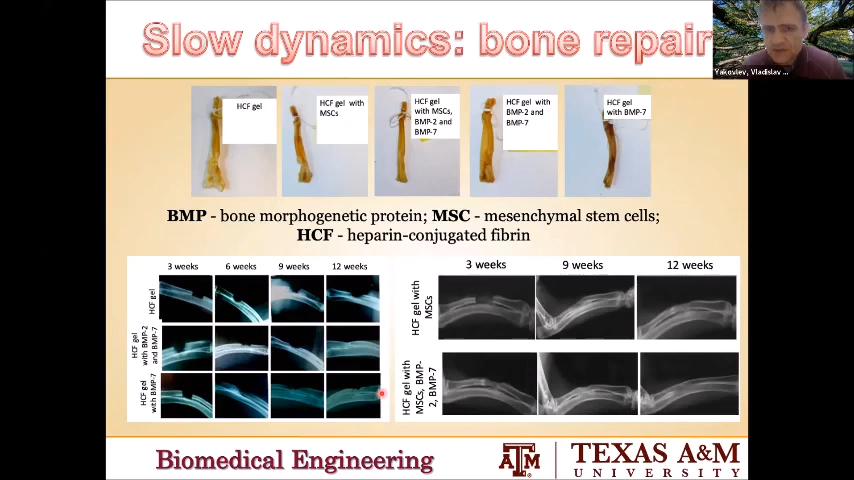 Slow dynamics: bone repair
Yakovlev, Vladislav ...
HCF gel
HCF gel with
MSCs
HCF gel
with MSCs,
BMP-2 and
BMP-7
HCF gel with
BMP-2 and
BMP-7
HCF gel
with BMP-7
BMP - bone morphogenetic protein; MSC - mesenchymal stem cells;
HCF - heparin-conjugated fibrin
3 weeks 6 weeks 9 weeks 12 weeks
HCF gel
HCF gel
with BMP-2
and BMP-7
HCF gel
with BMP-7
3 weeks 9 weeks 12 weeks
HCF gel with
MSCs
HCF gel with
MSCs, BMP-
2, BMP-7
Biomedical Engineering
ATM
TEXAS A&M
UNIVERSITY